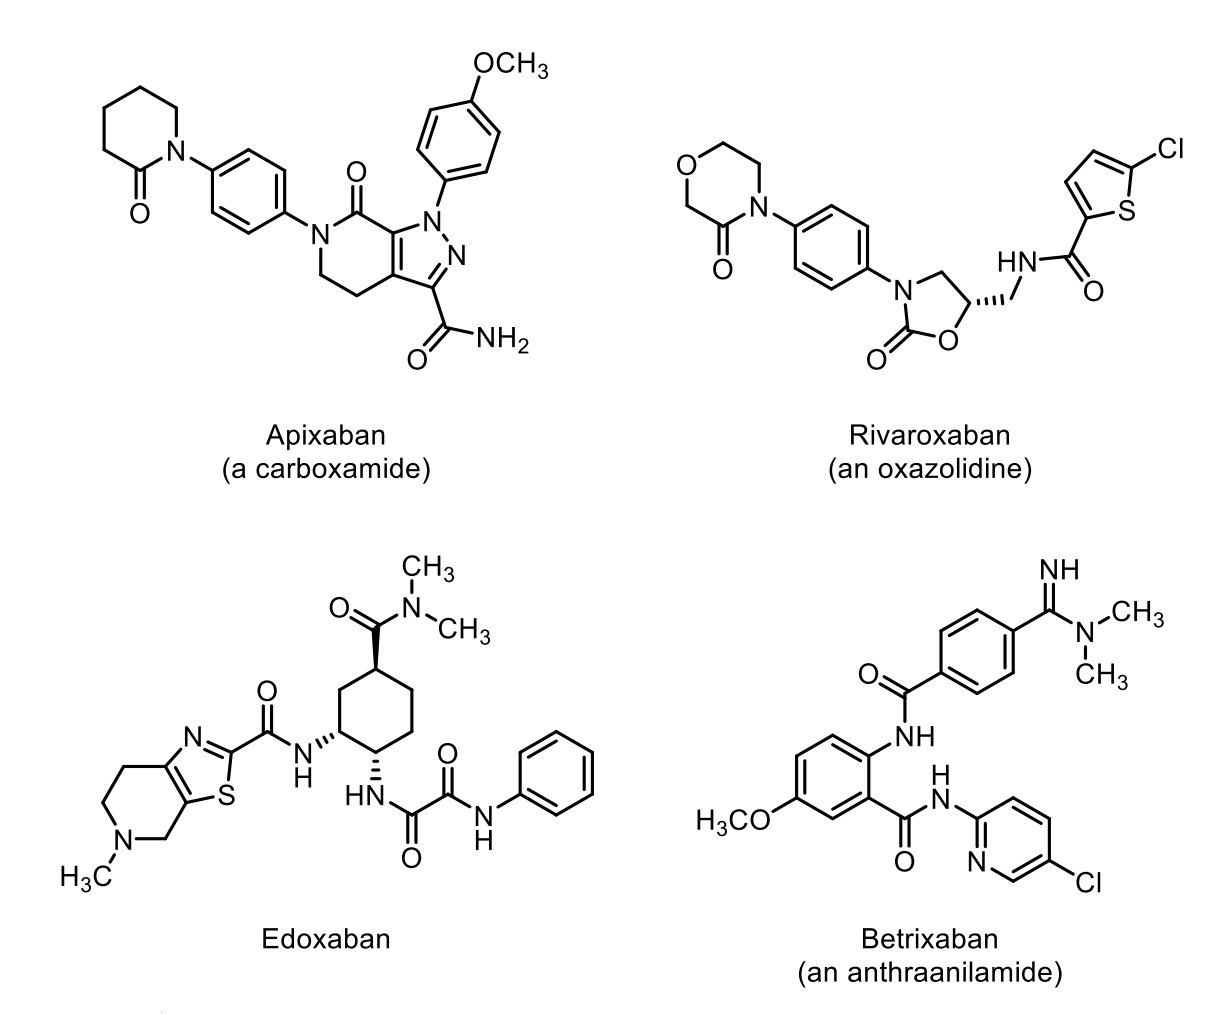 OCH3
N
O
O
N
N
N
O
NH2
Apixaban
(a carboxamide)
Cl
O
N
S
O
HN
O
N
O
O
Rivaroxaban
(an oxazolidine)
CH3
O
N
CH3
O
N
N
H
S
O
HN
N
H
O
N
H3C
Edoxaban
NH
CH3
N
CH3
O
NH
H
N
H3CO
O
N
Cl
Betrixaban
(an anthraanilamide)